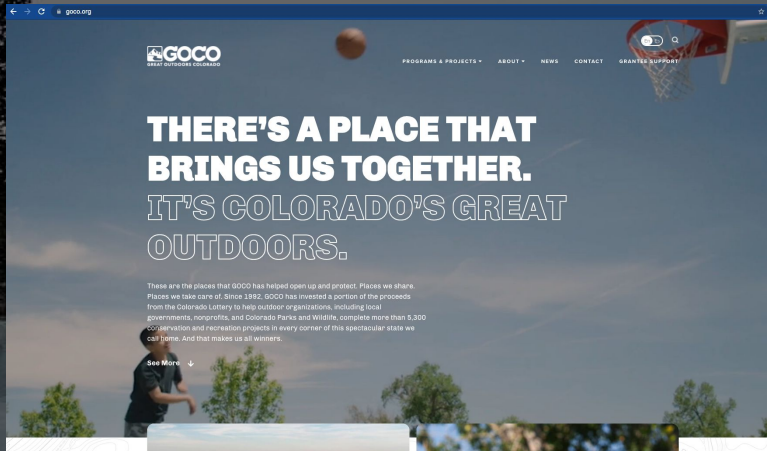 goco.org
En Es
GOCO
GREAT OUTDOORS COLORADO
PROGRAMS & PROJECTS ABOUT NEWS CONTACT GRANTEE SUPPORT
THERE'S A PLACE THAT
BRINGS US TOGETHER.
IT'S COLORADO'S GREAT
OUTDOORS.
These are the places that GOCO has helped open up and protect. Places we share.
Places we take care of. Since 1992, GOCO has invested a portion of the proceeds
from the Colorado Lottery to help outdoor organizations, including local
governments, nonprofits, and Colorado Parks and Wildlife, complete more than 5,300
conservation and recreation projects in every corner of this spectacular state we
call home. And that makes us all winners.
See More